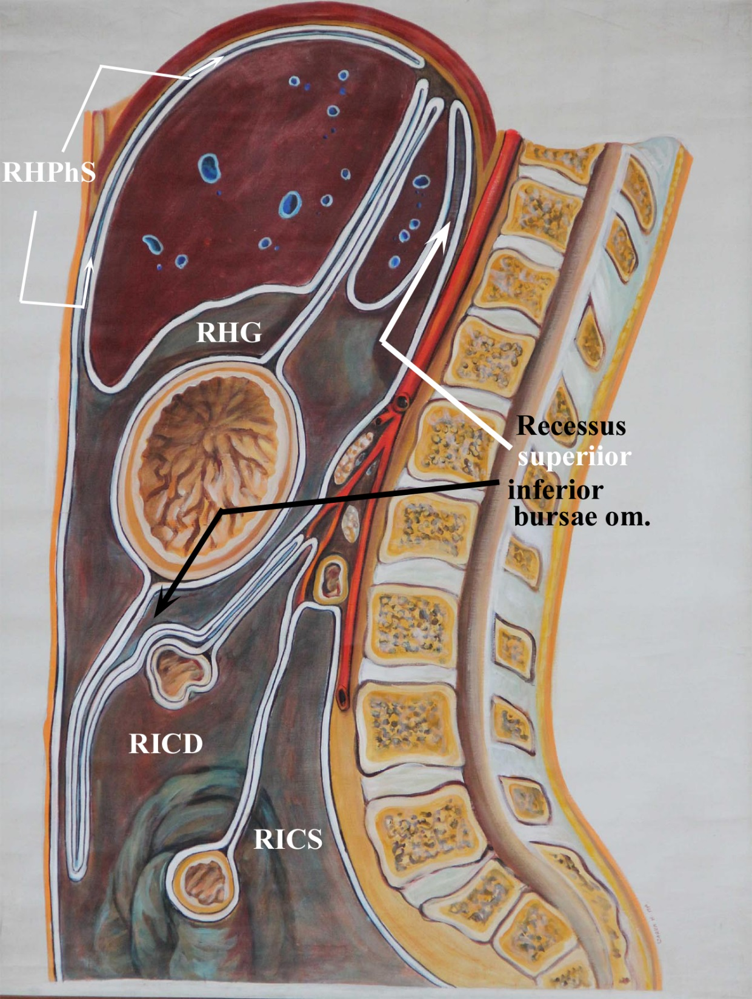 RHPhS
RHG
Recessus
superiior
inferior
bursae om.
RICD
RICS